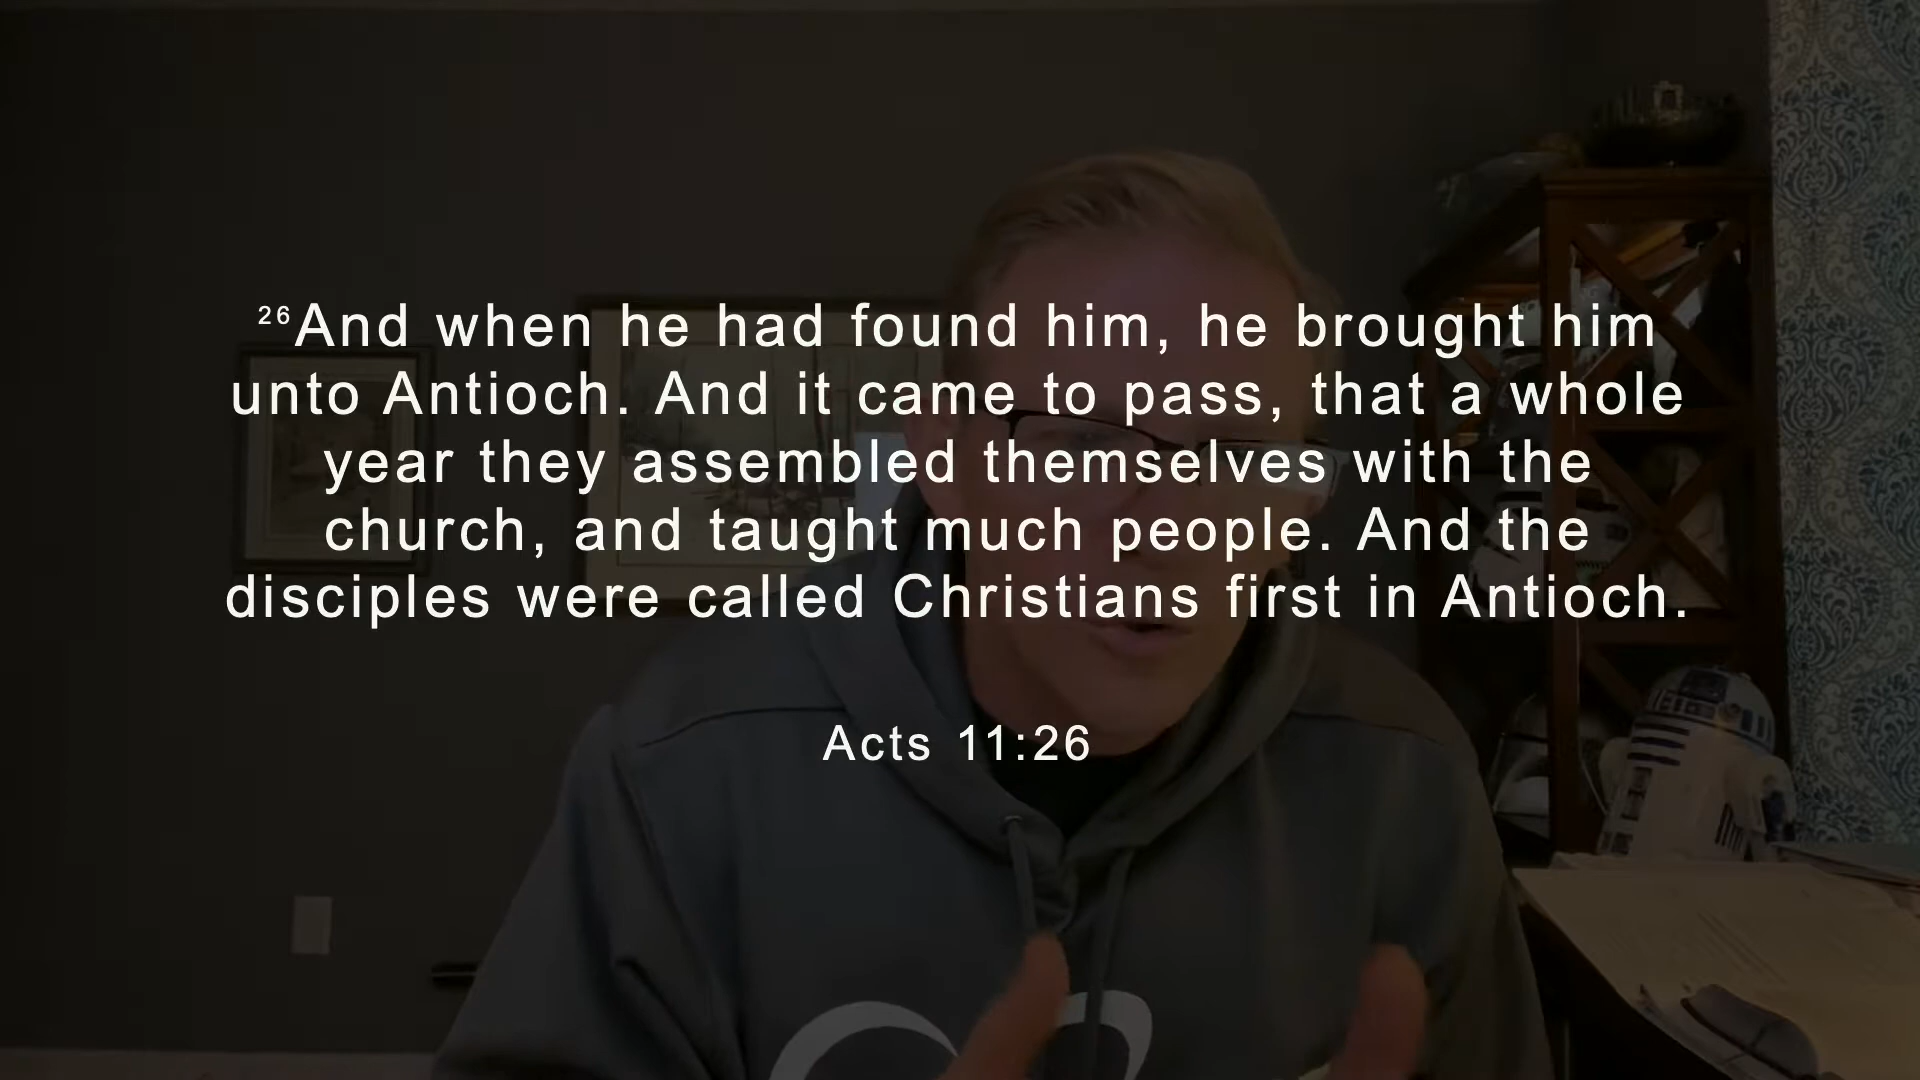 26And when he had found him, he brought him
unto Antioch. And it came to pass, that a whole
year they assembled themselves with the
church, and taught much people. And the
disciples were called Christians first in Antioch.
Acts 11:26